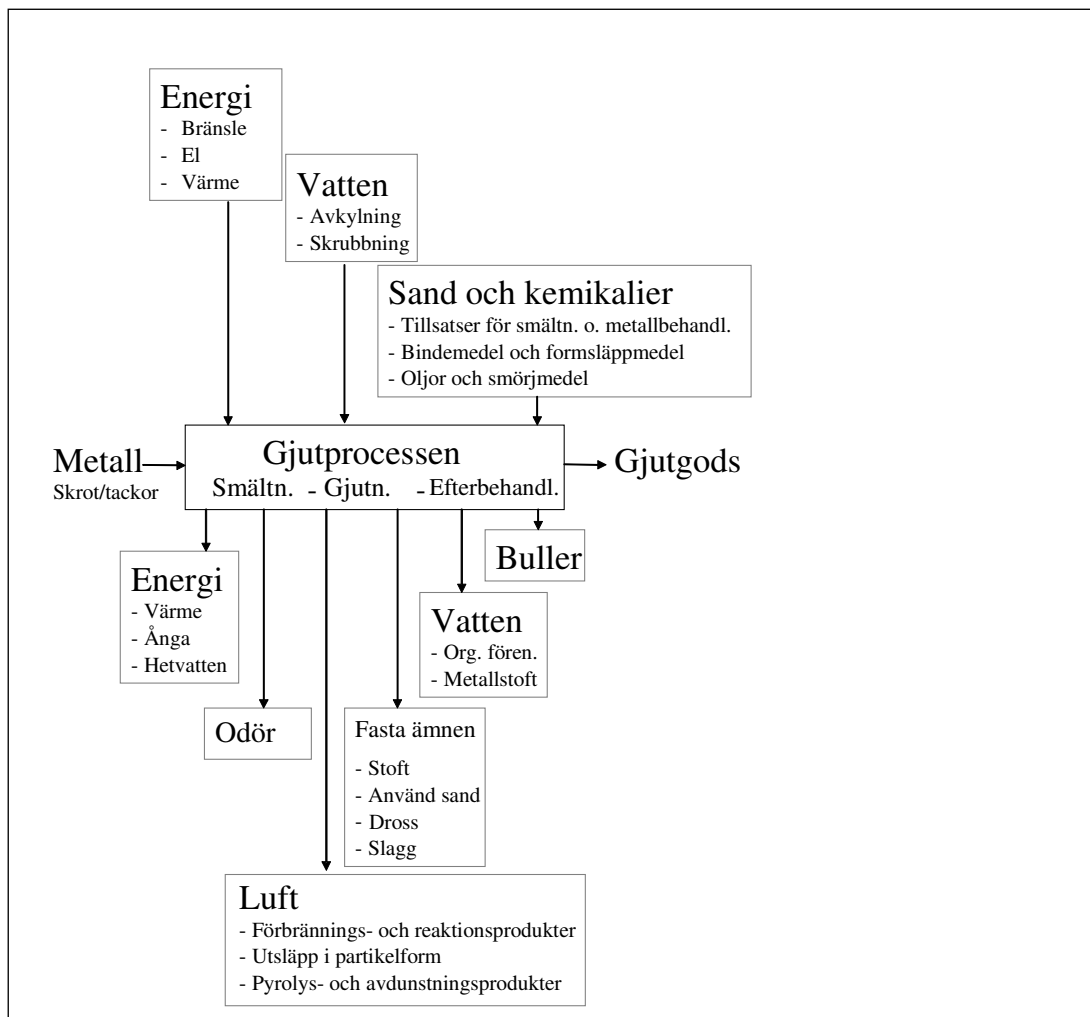 Energi
- Bränsle
- El
- Värme
Vatten
- Avkylning
- Skrubbning
Sand och kemikalier
- Tillsatser för smältn. o. metallbehandl.
- Bindemedel och formsläppmedel
- Oljor och smörjmedel
Metall
Skrot/tackor
Gjutprocessen
Smältn. - Gjutn. - Efterbehandl.
Gjutgods
Energi
- Värme
- Ånga
- Hetvatten
Odör
Luft
- Förbrännings- och reaktionsprodukter
- Utsläpp i partikelform
- Pyrolys- och avdunstningsprodukter
Fasta ämnen
- Stoft
- Använd sand
- Dross
- Slagg
Vatten
- Org. fören.
- Metallstoft
Buller